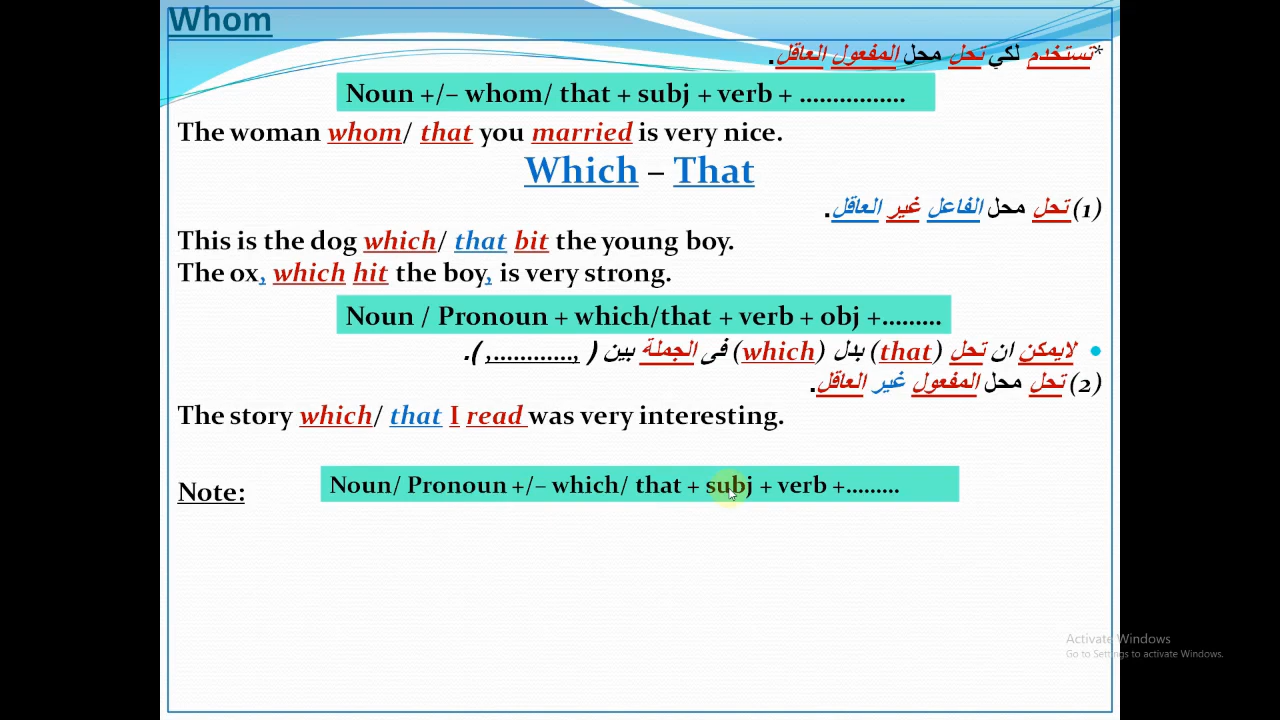 Whom
*تستخدم لكي تحل محل المفعول العاقل.
Noun +/– whom/ that + subj + verb + ................
The woman whom/ that you married is very nice.
Which – That
(1) تحل محل الفاعل غير العاقل.
This is the dog which/ that bit the young boy.
The ox, which hit the boy, is very strong.
Noun / Pronoun + which/that + verb + obj +.........
• لايمكن ان تحل (that) بدل (which) فى الجملة بين ( ,............, ).
(2) تحل محل المفعول غير العاقل.
The story which/ that I read was very interesting.
Note:
Noun/ Pronoun +/– which/ that + subj + verb +.........
Activate Windows
Go to Settings to activate Windows.